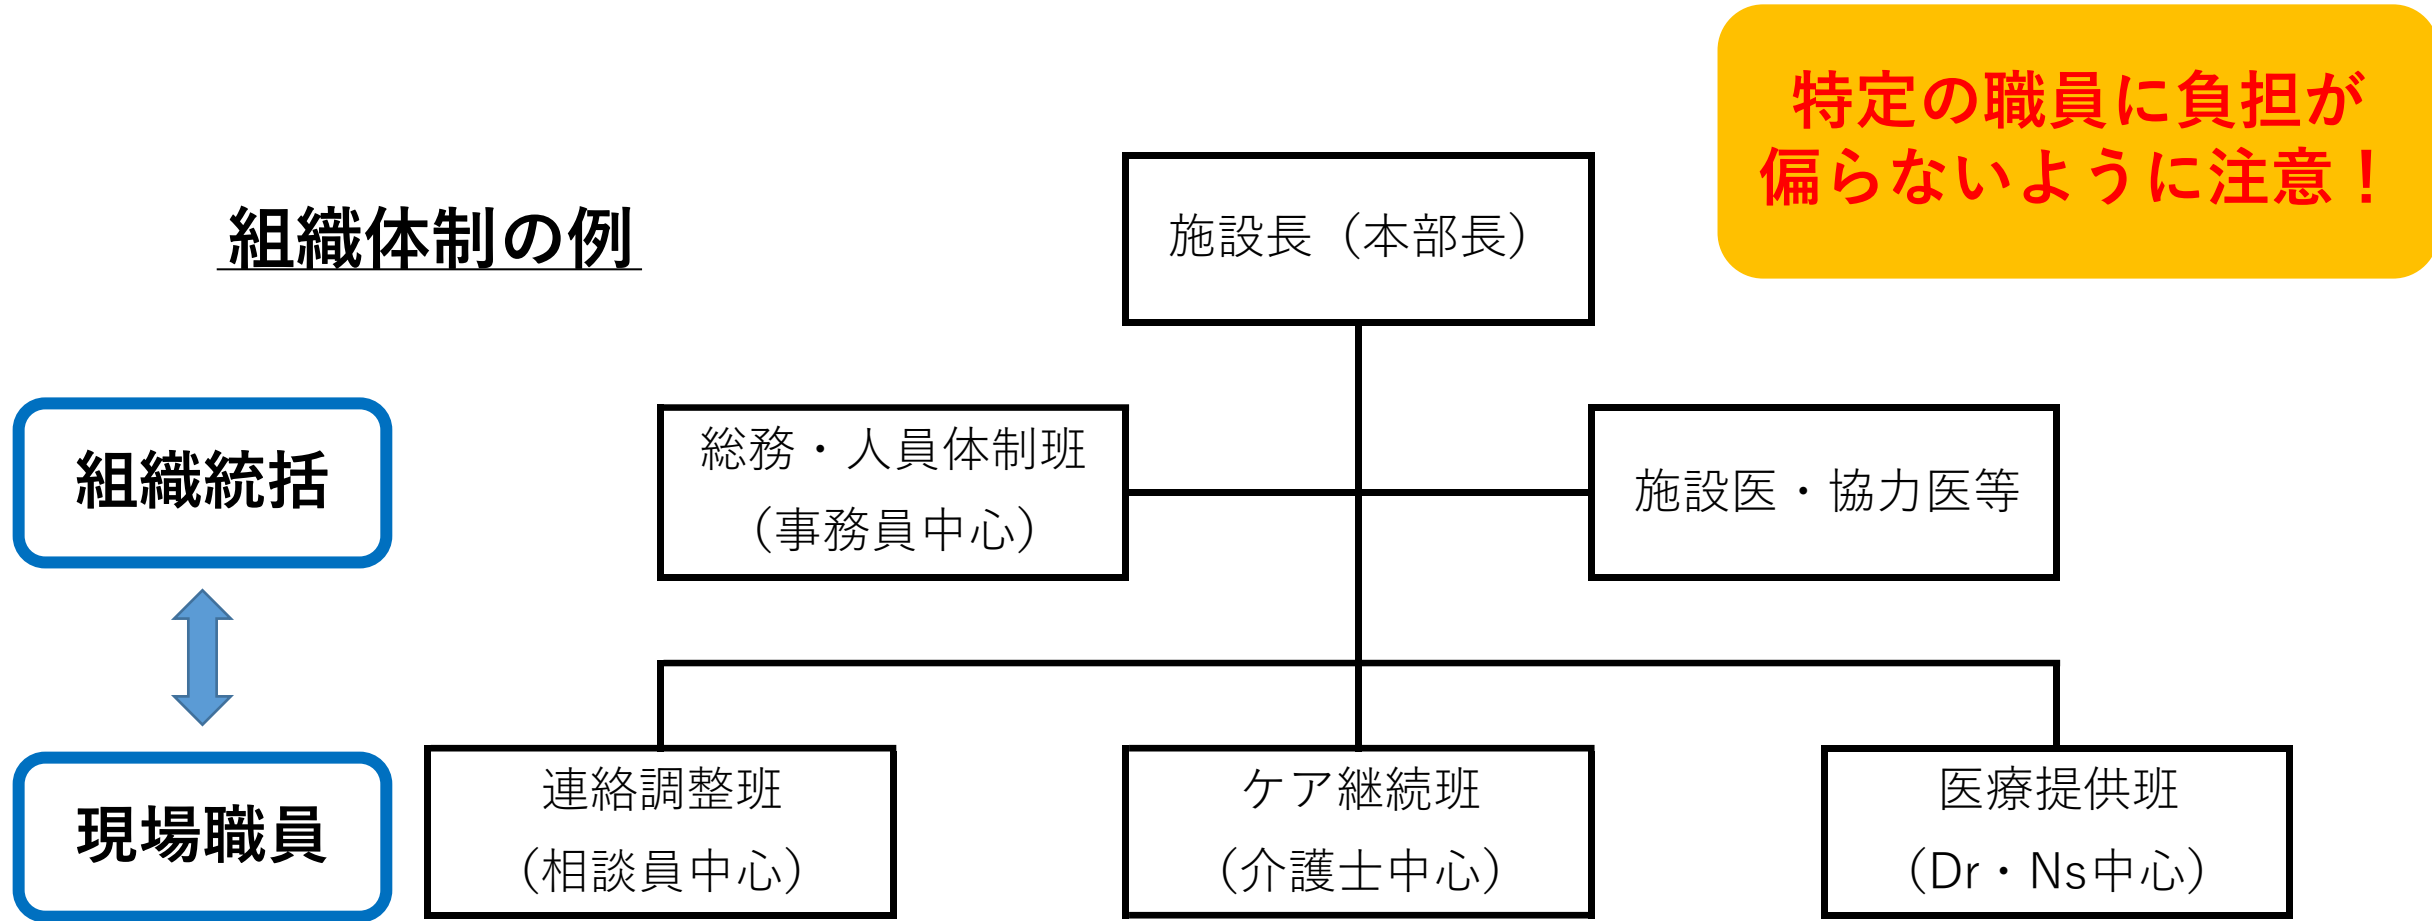 特定の職員に負担が
偏らないように注意！
組織体制の例
施設長（本部長）
組織統括
総務・人員体制班
（事務員中心）
施設医・協力医等
現場職員
連絡調整班
（相談員中心）
ケア継続班
（介護士中心）
医療提供班
（Dr・Ns中心）